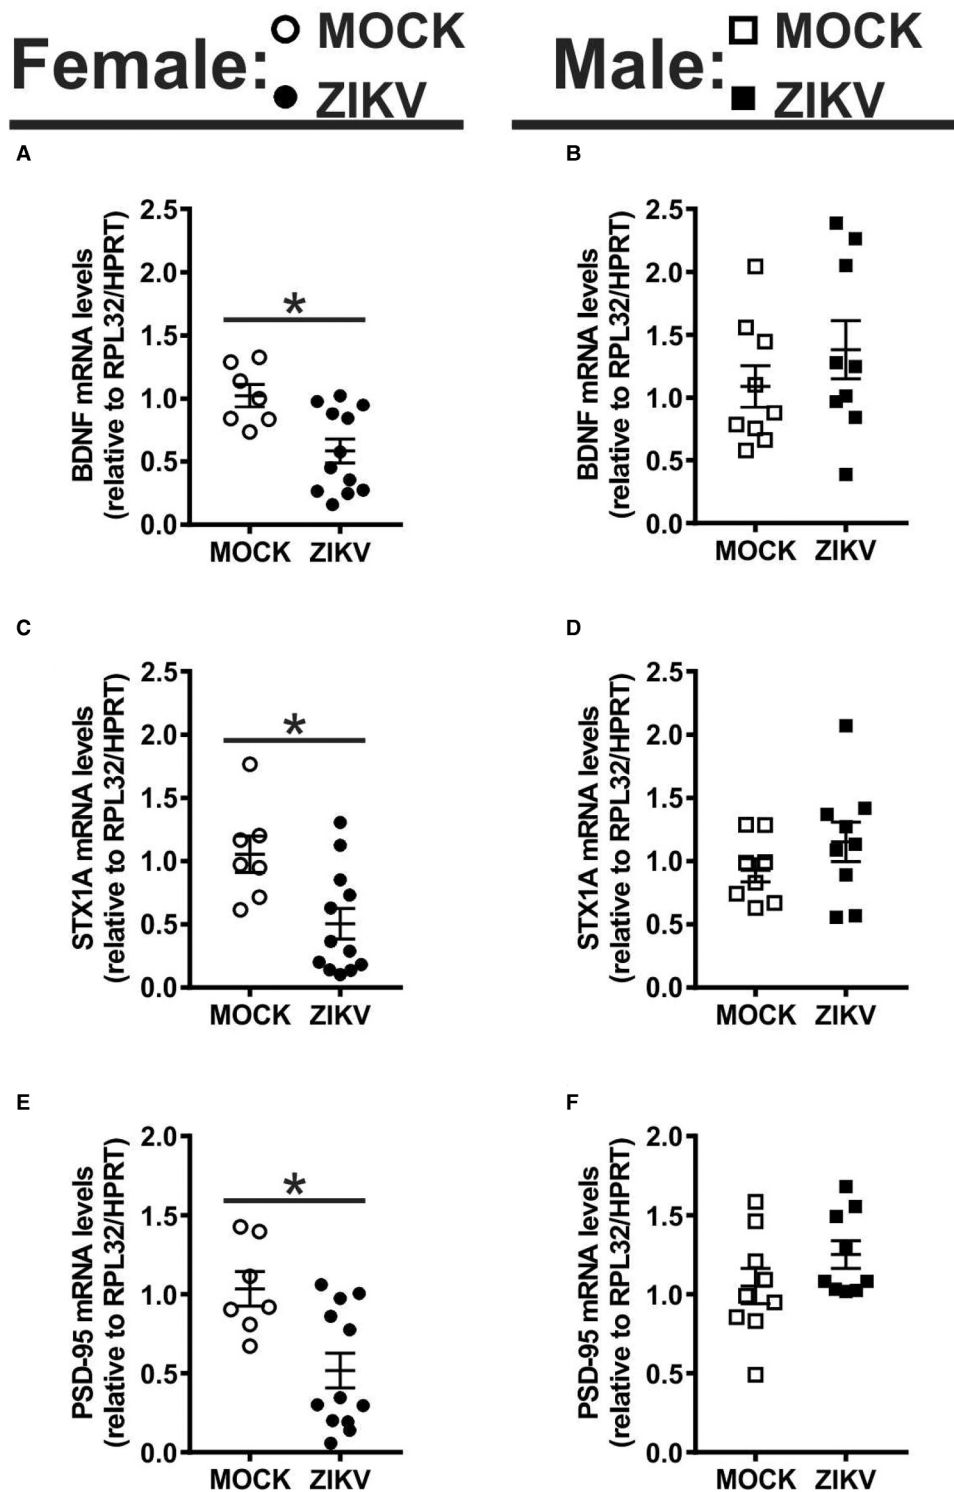 Female:
MOCK
ZIKV
Male:
MOCK
ZIKV
A
BDNF mRNA levels
(relative to RPL32/HPRT)
2.5
2.0
1.5
1.0
0.5
0.0
*
MOCK ZIKV
B
BDNF mRNA levels
(relative to RPL32/HPRT)
2.5
2.0
1.5
1.0
0.5
0.0
MOCK ZIKV
C
STX1A mRNA levels
(relative to RPL32/HPRT)
2.5
2.0
1.5
1.0
0.5
0.0
*
MOCK ZIKV
D
STX1A mRNA levels
(relative to RPL32/HPRT)
2.5
2.0
1.5
1.0
0.5
0.0
MOCK ZIKV
E
PSD-95 mRNA levels
(relative to RPL32/HPRT)
2.0
1.5
1.0
0.5
0.0
*
MOCK ZIKV
F
PSD-95 mRNA levels
(relative to RPL32/HPRT)
2.0
1.5
1.0
0.5
0.0
MOCK ZIKV